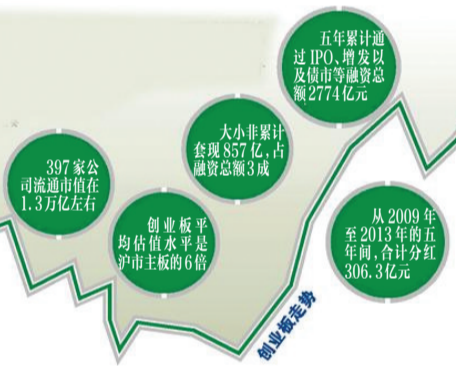 五年累计通
过IPO、增发以
及债市等融资总
额2774亿元
大小非累计
套现857亿,占
融资总额3成
397家公
司流通市值在
1.3万亿左右
创业板平
均估值水平是
沪市主板的6倍
从2009年
至2013年的五
年间,合计分红
306.3亿元
创业板走势